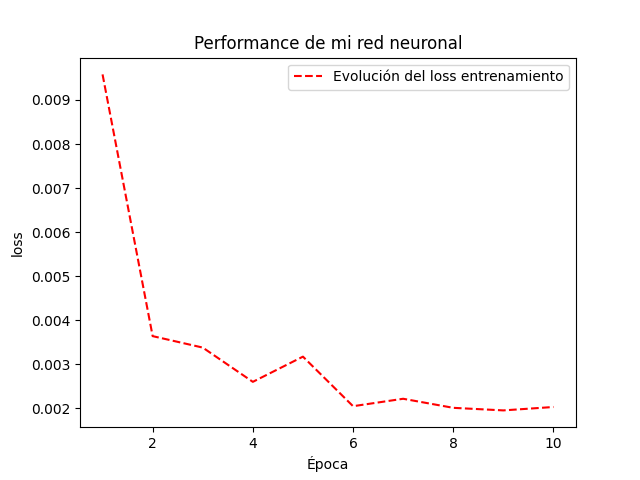 Performance de mi red neuronal
Evolución del loss entrenamiento
0.009
0.008
0.007
0.006
0.005
0.004
0.003
0.002
loss
2 4 6 8 10
Época